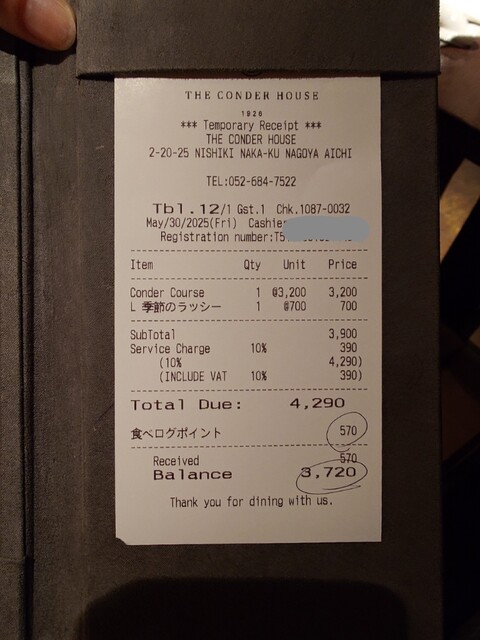 THE CONDER HOUSE
1926
*** Temporary Receipt ***
THE CONDER HOUSE
2-20-25 NISHIKI NAKA-KU NAGOYA AICHI
TEL:052-684-7522
Tbl.12/1 Gst.1 Chk.1087-0032
May/30/2025(Fri) Cashier
Registration number:T5
Item Qty Unit Price
Conder Course 1 @3,200 3,200
L 季節のラッシー 1 @700 700
SubTotal 3,900
Service Charge 10% 390
(10% 4,290)
(INCLUDE VAT 10% 390)
Total Due: 4,290
食べログポイント 570
Received 570
Balance 3,720
Thank you for dining with us.